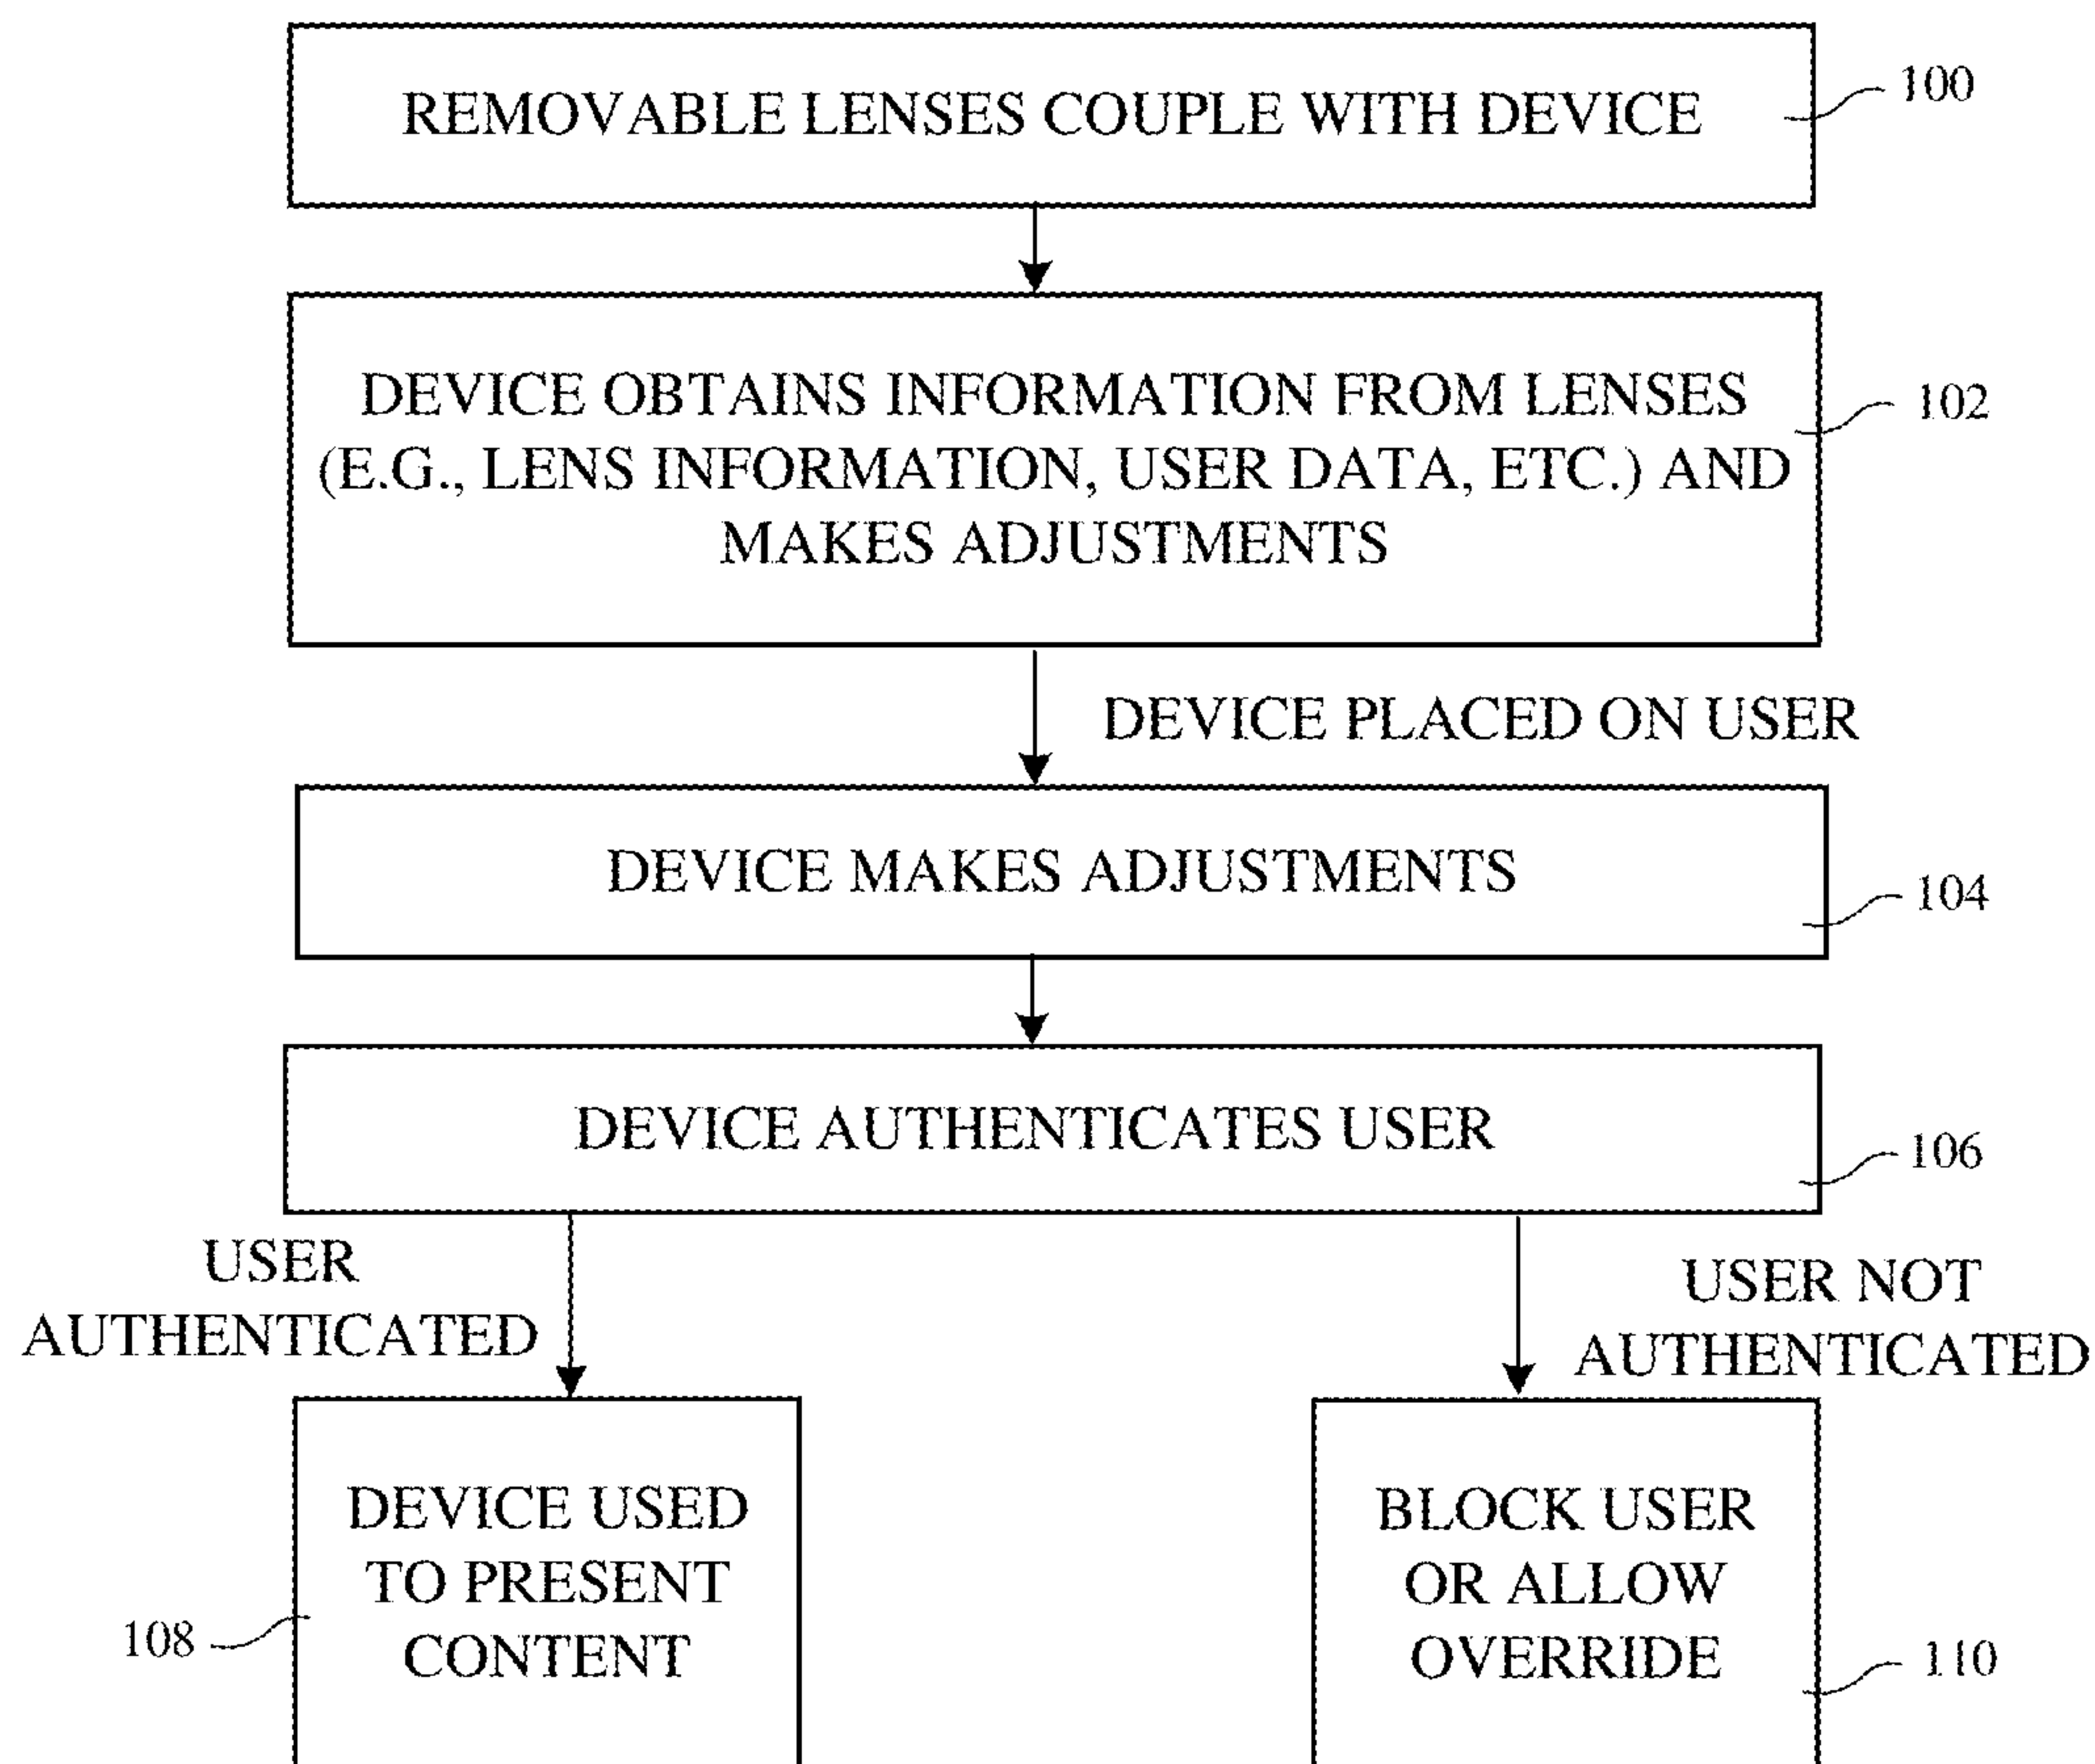 REMOVABLE LENSES COUPLE WITH DEVICE
100
DEVICE OBTAINS INFORMATION FROM LENSES
(E.G., LENS INFORMATION, USER DATA, ETC.) AND
MAKES ADJUSTMENTS
102
DEVICE PLACED ON USER
DEVICE MAKES ADJUSTMENTS
104
DEVICE AUTHENTICATES USER
106
USER
AUTHENTICATED
USER NOT
AUTHENTICATED
DEVICE USED
TO PRESENT
CONTENT
108
BLOCK USER
OR ALLOW
OVERRIDE
110